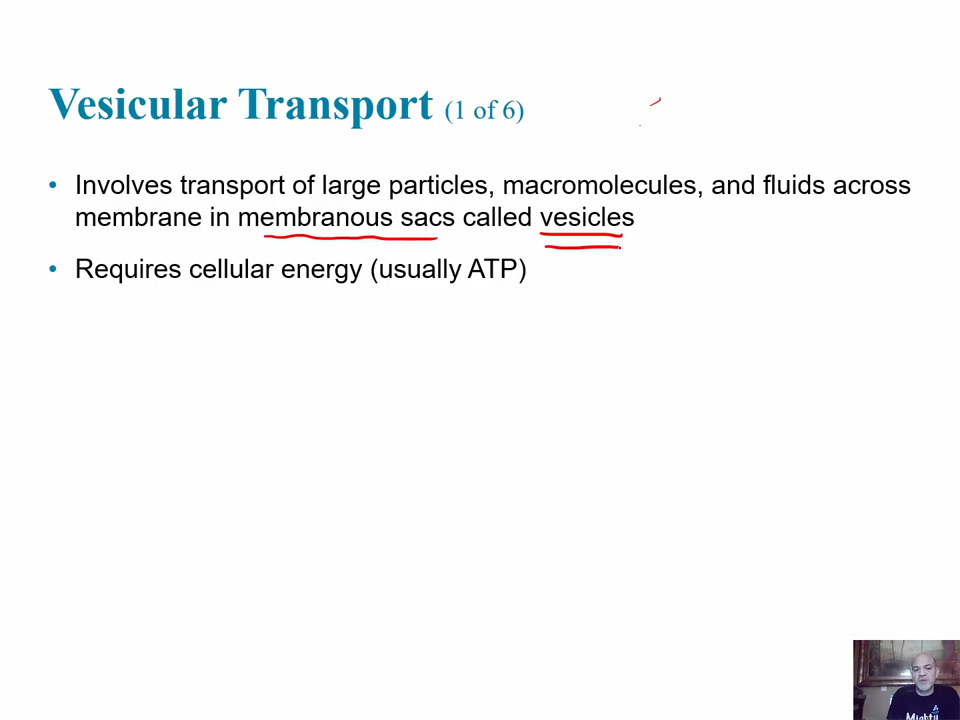 Vesicular Transport (1 of 6)
• Involves transport of large particles, macromolecules, and fluids across
membrane in membranous sacs called vesicles
• Requires cellular energy (usually ATP)
Mighty